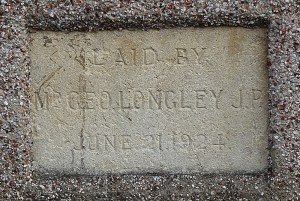 LAID BY
MR GEO. LONGLEY J.P.
JUNE 21. 1924